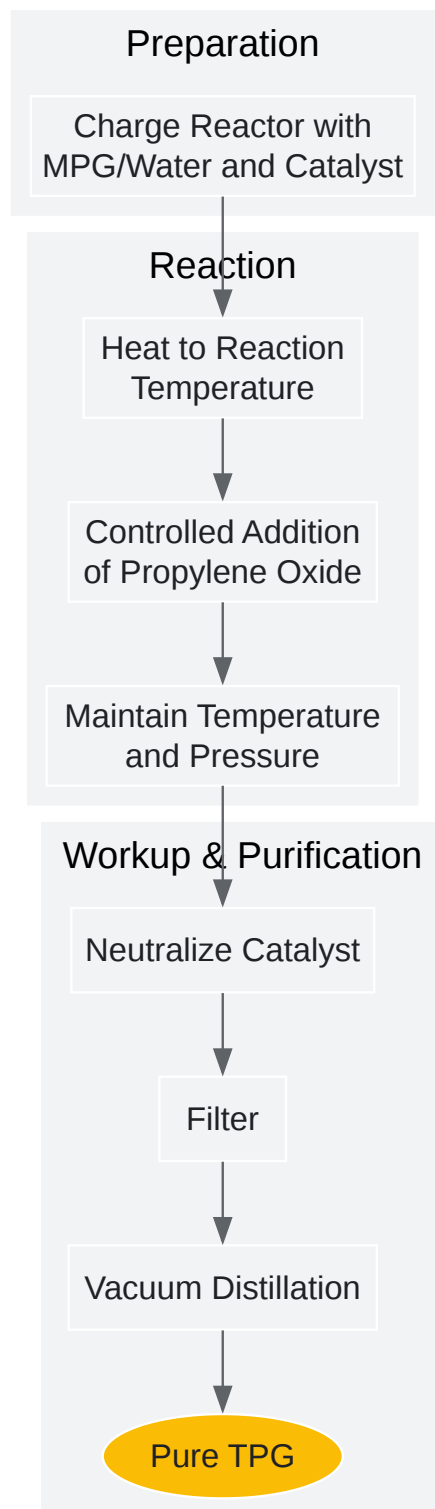 Preparation
Charge Reactor with
MPG/Water and Catalyst
Reaction
Heat to Reaction
Temperature
Controlled Addition
of Propylene Oxide
Maintain Temperature
and Pressure
Workup & Purification
Neutralize Catalyst
Filter
Vacuum Distillation
Pure TPG